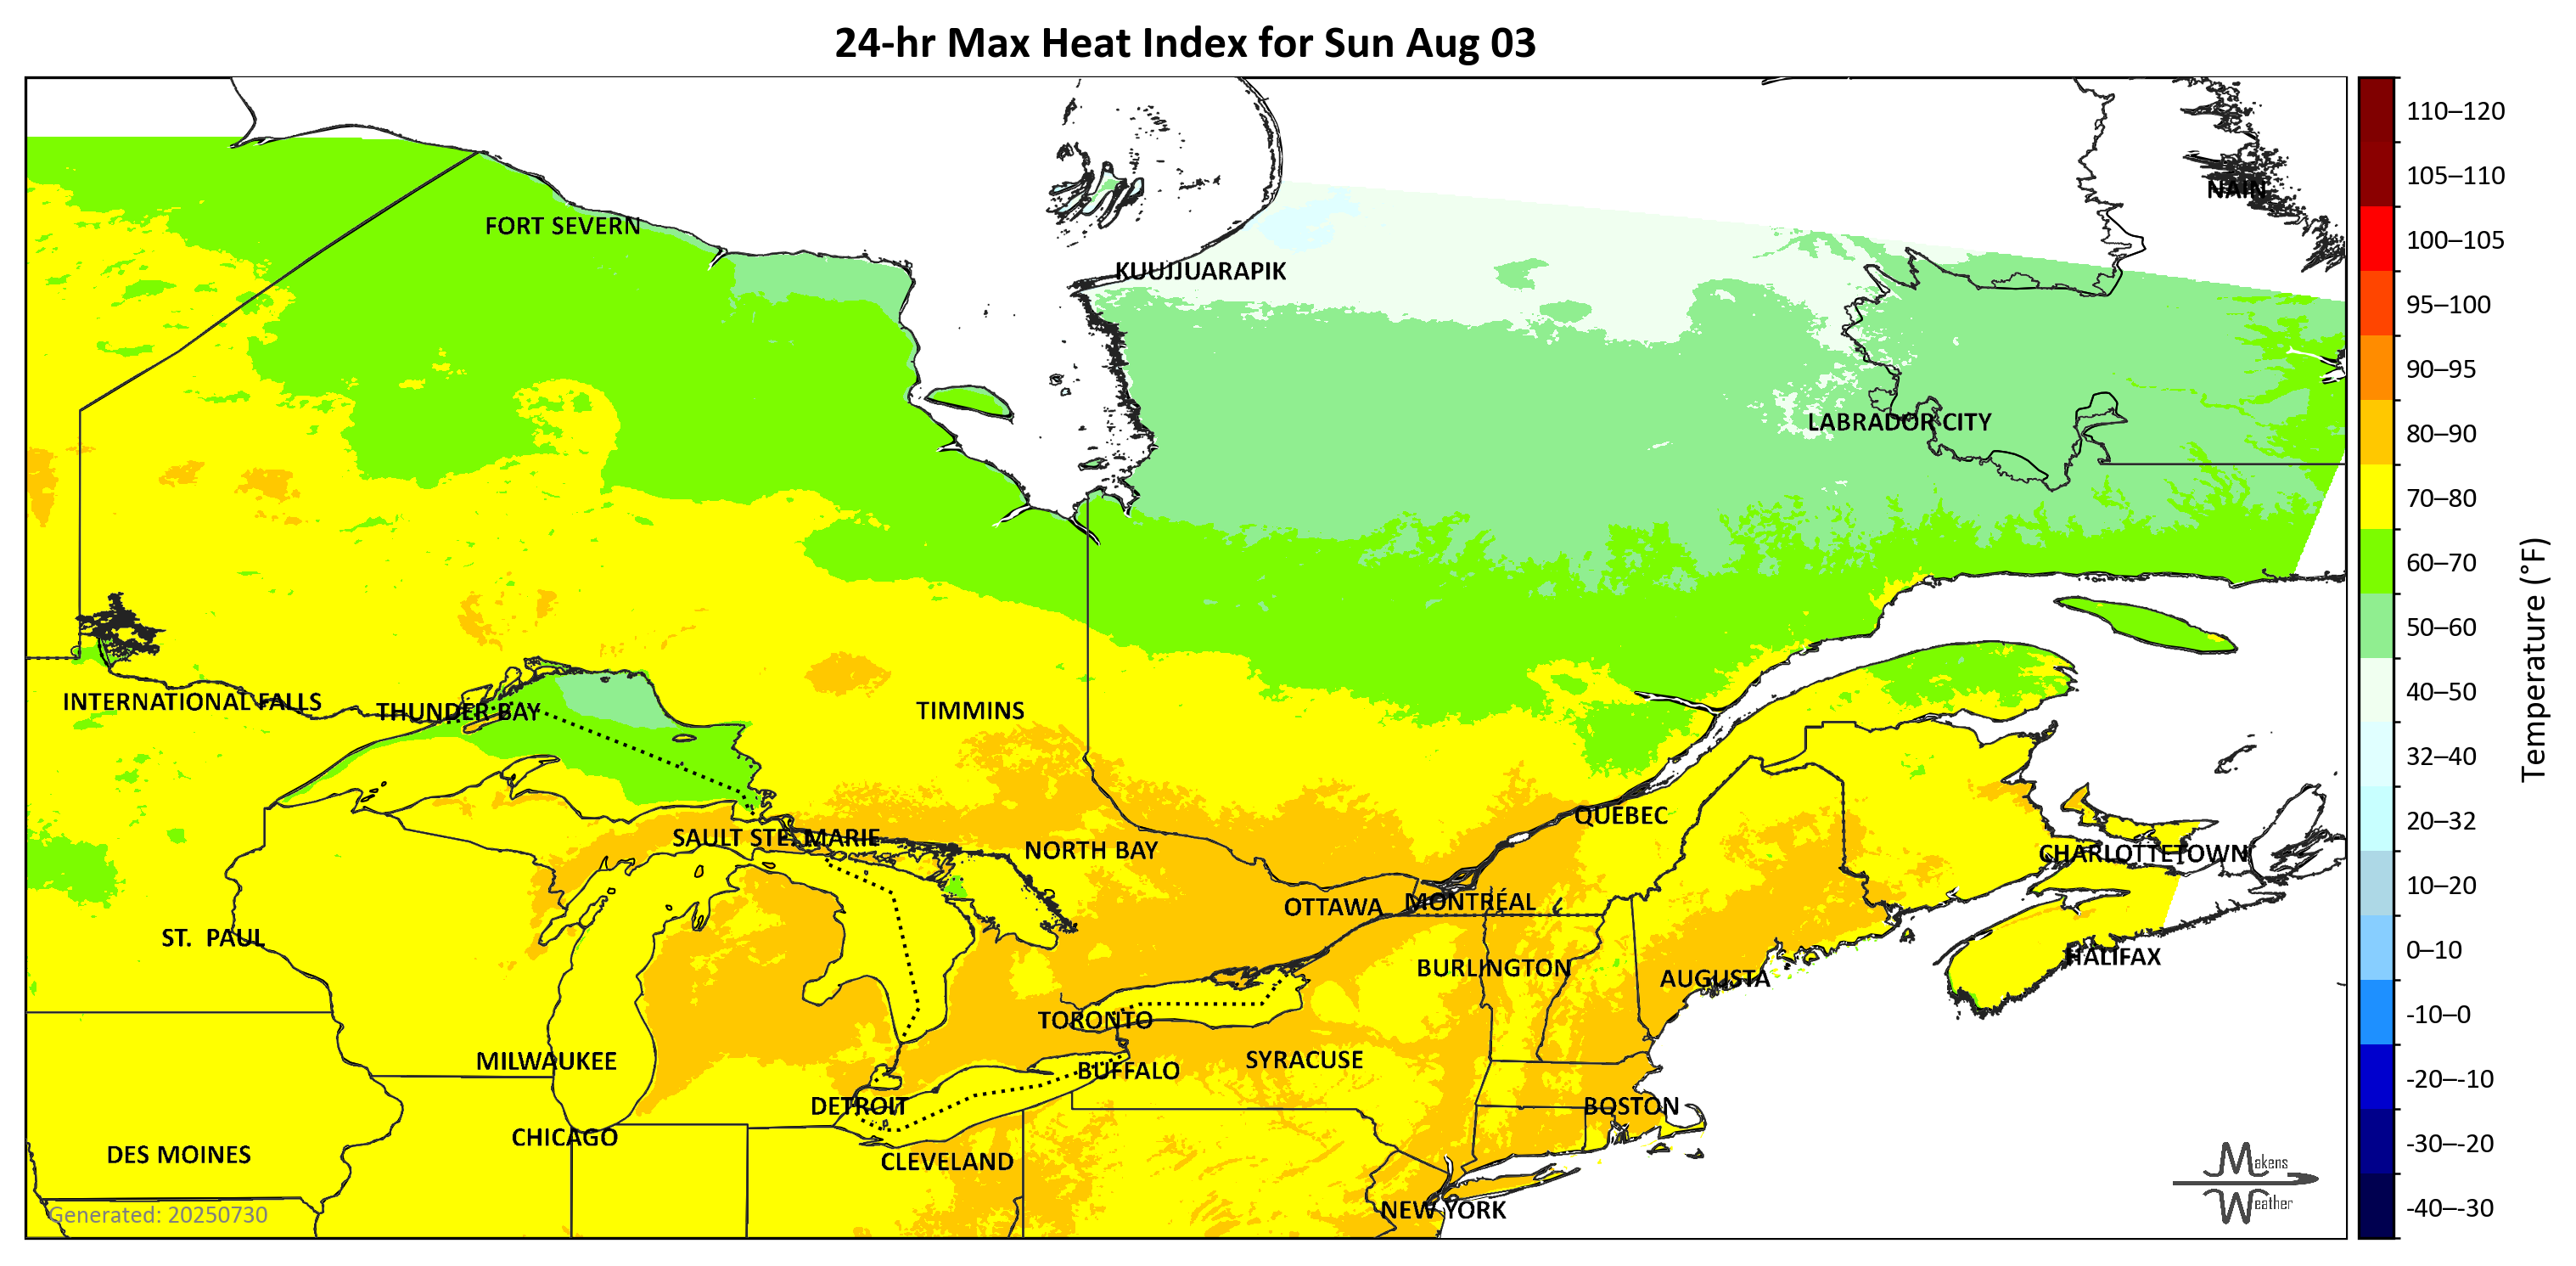 24-hr Max Heat Index for Sun Aug 03
NAIN
FORT SEVERN
KUUJJUARAPIK
LABRADOR CITY
INTERNATIONAL FALLS
THUNDER BAY
TIMMINS
QUEBEC
SAULT STE. MARIE
NORTH BAY
CHARLOTTETOWN
OTTAWA
MONTRÉAL
ST. PAUL
HALIFAX
BURLINGTON
AUGUSTA
TORONTO
MILWAUKEE
BUFFALO
SYRACUSE
DETROIT
BOSTON
CHICAGO
DES MOINES
CLEVELAND
NEW YORK
Generated: 20250730
Makens
Weather
110–120
105–110
100–105
95–100
90–95
80–90
70–80
60–70
50–60
40–50
32–40
20–32
10–20
0–10
-10–0
-20–-10
-30–-20
-40–-30
Temperature (°F)